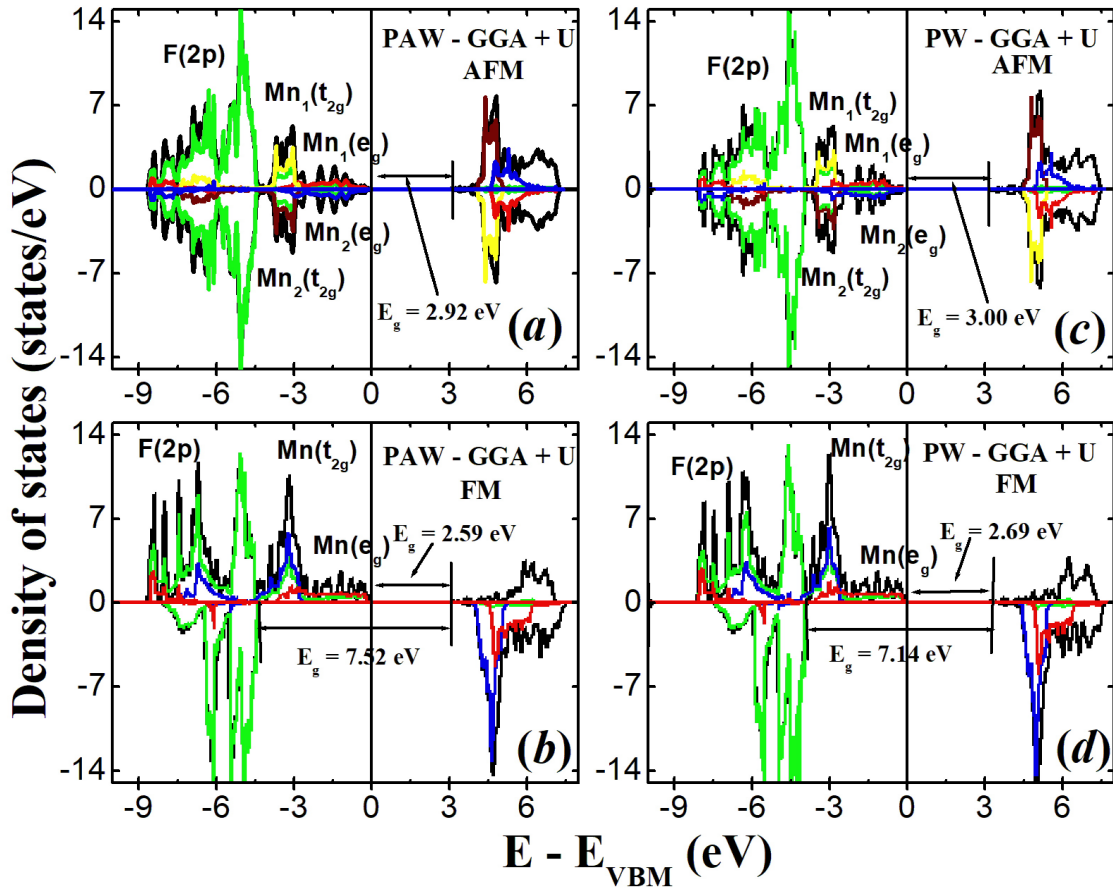 Density of states (states/eV)
14
7
0
-7
-14
F(2p)
Mn1(t2g)
Mn1(eg)
Mn2(eg)
Mn2(t2g)
PAW - GGA + U
AFM
Eg = 2.92 eV
(a)
-9 -6 -3 0 3 6
14
7
0
-7
-14
F(2p)
Mn1(t2g)
Mn1(eg)
Mn2(eg)
Mn2(t2g)
PW - GGA + U
AFM
Eg = 3.00 eV
(c)
-9 -6 -3 0 3 6
14
7
0
-7
-14
F(2p)
Mn(t2g)
Mn(eg)
PAW - GGA + U
FM
Eg = 2.59 eV
Eg = 7.52 eV
(b)
-9 -6 -3 0 3 6
14
7
0
-7
-14
F(2p)
Mn(t2g)
Mn(eg)
PW - GGA + U
FM
Eg = 2.69 eV
Eg = 7.14 eV
(d)
-9 -6 -3 0 3 6
E - EVBM (eV)